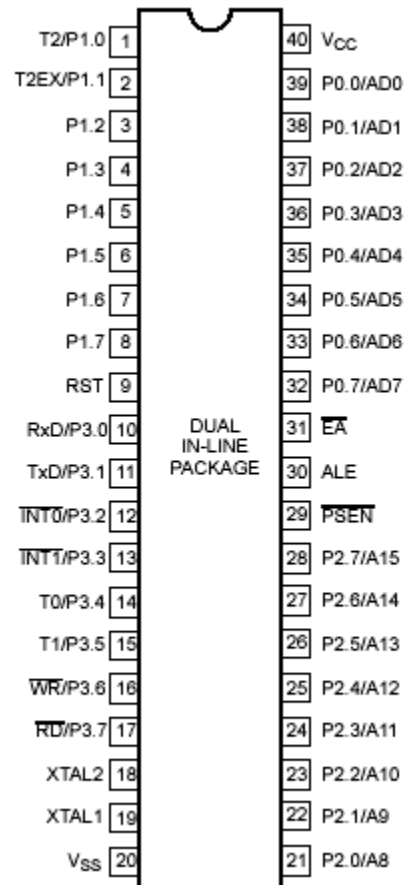 T2/P1.0 1 40 VCC
T2EX/P1.1 2 39 P0.0/AD0
P1.2 3 38 P0.1/AD1
P1.3 4 37 P0.2/AD2
P1.4 5 36 P0.3/AD3
P1.5 6 35 P0.4/AD4
P1.6 7 34 P0.5/AD5
P1.7 8 33 P0.6/AD6
RST 9 32 P0.7/AD7
RxD/P3.0 10 31 EA
DUAL
IN-LINE
PACKAGE
TxD/P3.1 11 30 ALE
INT0/P3.2 12 29 PSEN
INT1/P3.3 13 28 P2.7/A15
T0/P3.4 14 27 P2.6/A14
T1/P3.5 15 26 P2.5/A13
WR/P3.6 16 25 P2.4/A12
RD/P3.7 17 24 P2.3/A11
XTAL2 18 23 P2.2/A10
XTAL1 19 22 P2.1/A9
VSS 20 21 P2.0/A8